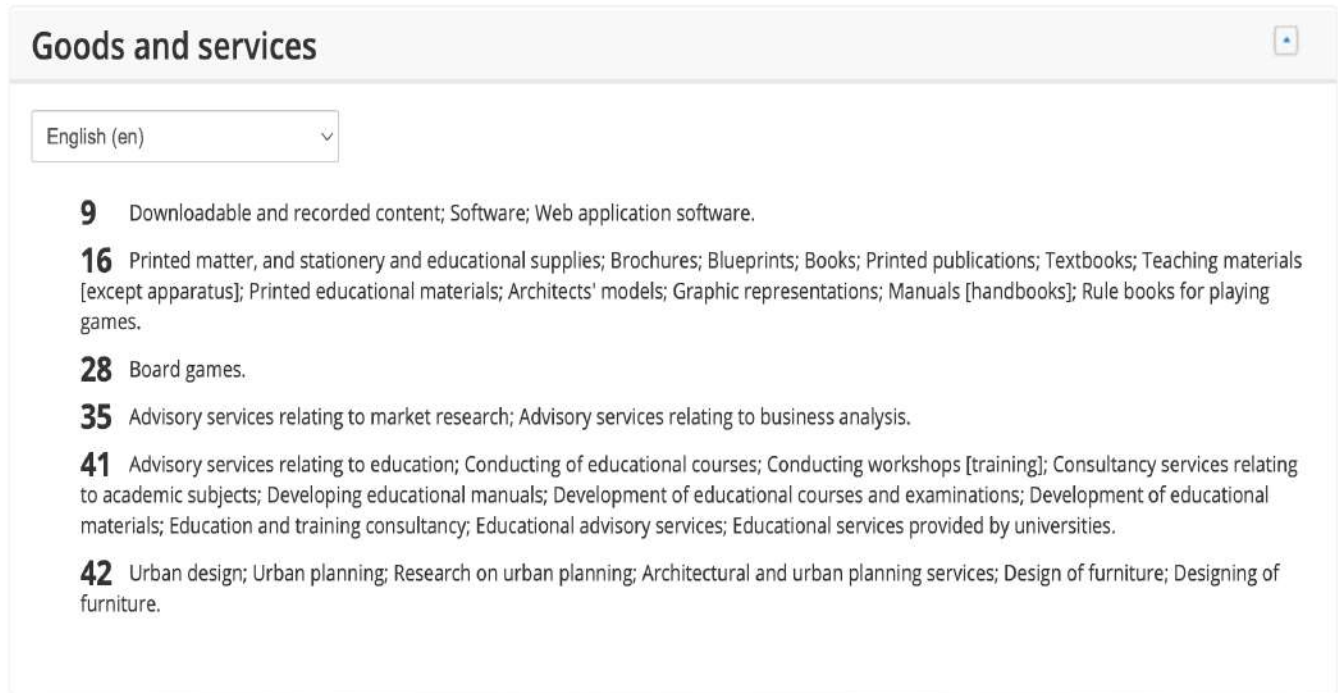 Goods and services
English (en)
9 Downloadable and recorded content; Software; Web application software.
16 Printed matter, and stationery and educational supplies; Brochures; Blueprints; Books; Printed publications; Textbooks; Teaching materials
[except apparatus]; Printed educational materials; Architects' models; Graphic representations; Manuals [handbooks]; Rule books for playing
games.
28 Board games.
35 Advisory services relating to market research; Advisory services relating to business analysis.
41 Advisory services relating to education; Conducting of educational courses; Conducting workshops [training]; Consultancy services relating
to academic subjects; Developing educational manuals; Development of educational courses and examinations; Development of educational
materials; Education and training consultancy; Educational advisory services; Educational services provided by universities.
42 Urban design; Urban planning; Research on urban planning; Architectural and urban planning services; Design of furniture; Designing of
furniture.